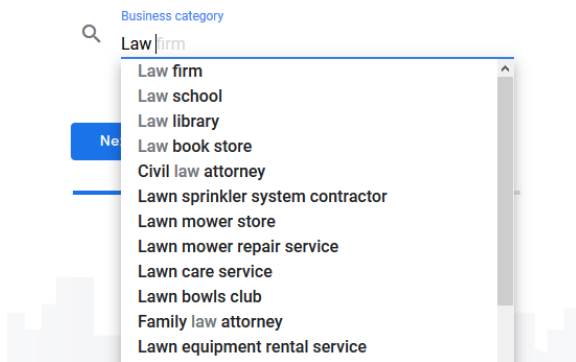 Business category
Law firm
Law firm
Law school
Law library
Law book store
Ne
Civil law attorney
Lawn sprinkler system contractor
Lawn mower store
Lawn mower repair service
Lawn care service
Lawn bowls club
Family law attorney
Lawn equipment rental service